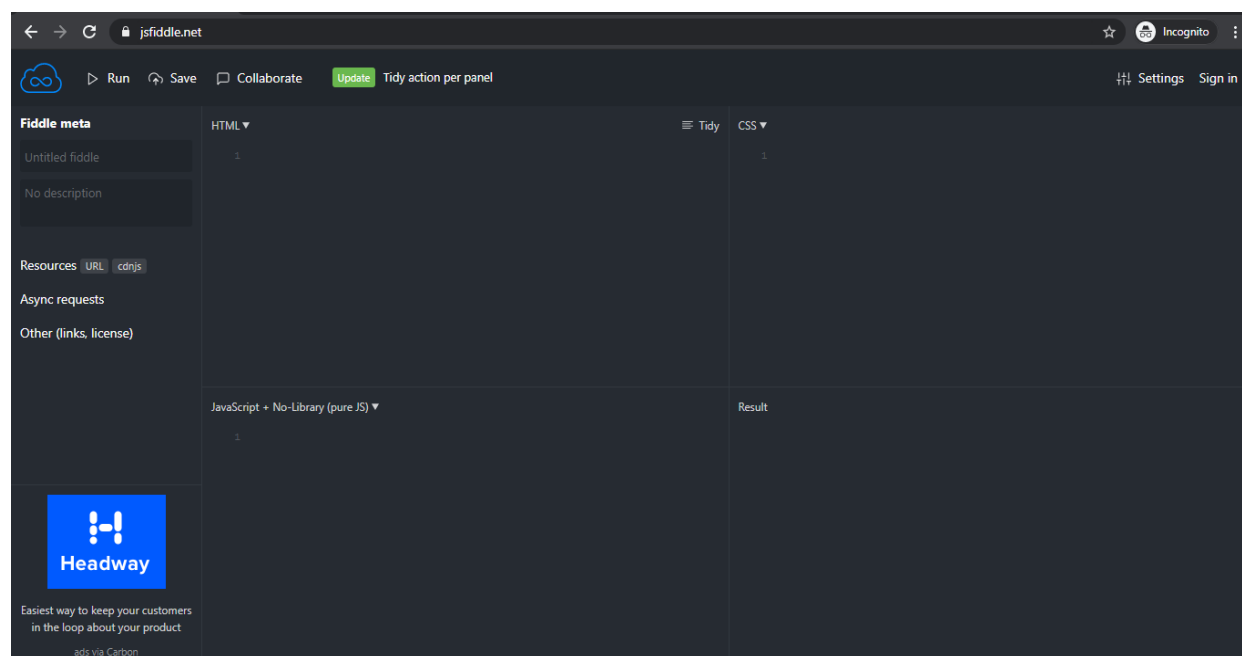 jsfiddle.net
Incognito
Run Save Collaborate Update Tidy action per panel Settings Sign in
Fiddle meta
Untitled fiddle
No description
Resources URL cdnjs
Async requests
Other (links, license)
Headway
Easiest way to keep your customers
in the loop about your product
ads via Carbon
HTML▼ Tidy
1
CSS▼
1
JavaScript + No-Library (pure JS)▼
1
Result